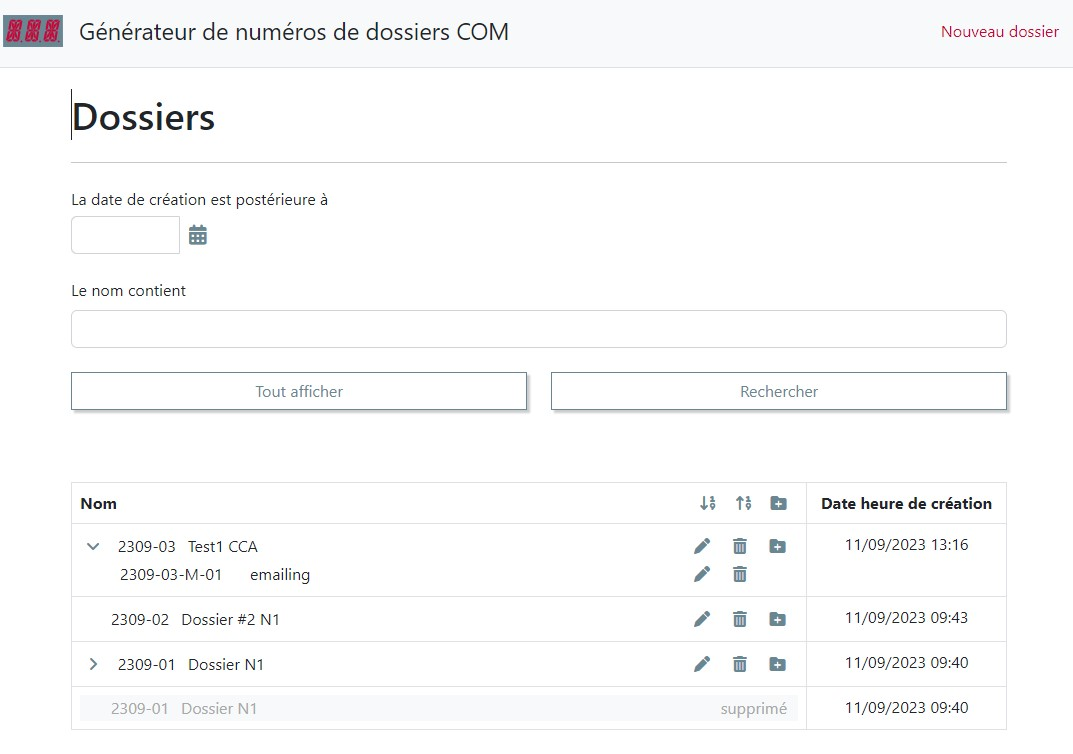 Générateur de numéros de dossiers COM
Nouveau dossier
Dossiers
La date de création est postérieure à
Le nom contient
Tout afficher
Rechercher
Nom
Date heure de création
2309-03 Test1 CCA
11/09/2023 13:16
2309-03-M-01 emailing
2309-02 Dossier #2 N1
11/09/2023 09:43
2309-01 Dossier N1
11/09/2023 09:40
2309-01 Dossier N1 supprimé
11/09/2023 09:40